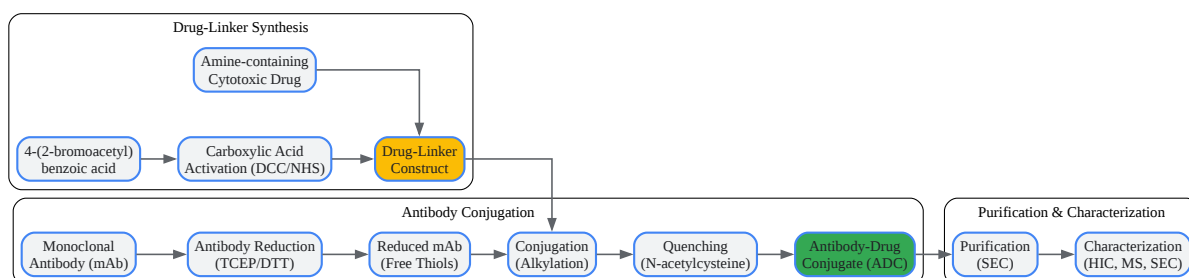 Drug-Linker Synthesis
Amine-containing
Cytotoxic Drug
4-(2-bromoacetyl)
benzoic acid
Carboxylic Acid
Activation (DCC/NHS)
Drug-Linker
Construct
Antibody Conjugation
Monoclonal
Antibody (mAb)
Antibody Reduction
(TCEP/DTT)
Reduced mAb
(Free Thiols)
Conjugation
(Alkylation)
Quenching
(N-acetylcysteine)
Antibody-Drug
Conjugate (ADC)
Purification & Characterization
Purification
(SEC)
Characterization
(HIC, MS, SEC)